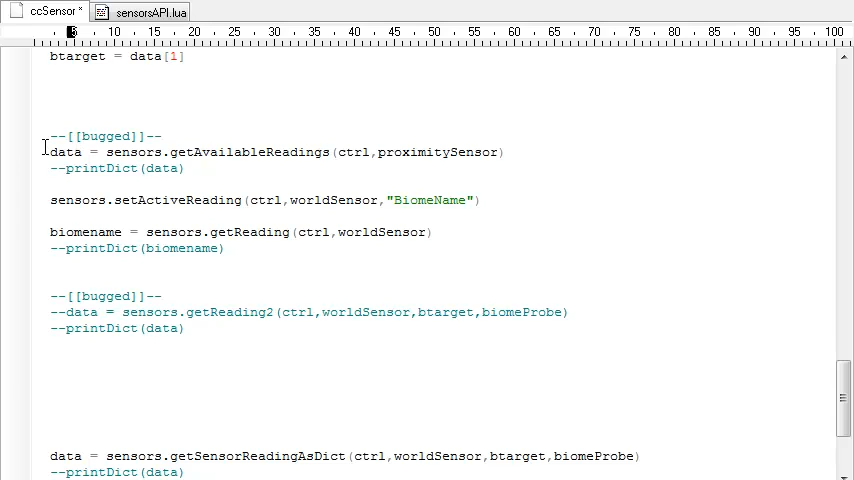 ccSensor *
sensorsAPI.lua
5 10 15 20 25 30 35 40 45 50 55 60 65 70 75 80 85 90 95 100
btarget = data[1]
--[[bugged]]--
data = sensors.getAvailableReadings(ctrl,proximitySensor)
--printDict(data)
sensors.setActiveReading(ctrl,worldSensor,"BiomeName")
biomename = sensors.getReading(ctrl,worldSensor)
--printDict(biomename)
--[[bugged]]--
--data = sensors.getReading2(ctrl,worldSensor,btarget,biomeProbe)
--printDict(data)
data = sensors.getSensorReadingAsDict(ctrl,worldSensor,btarget,biomeProbe)
--printDict(data)